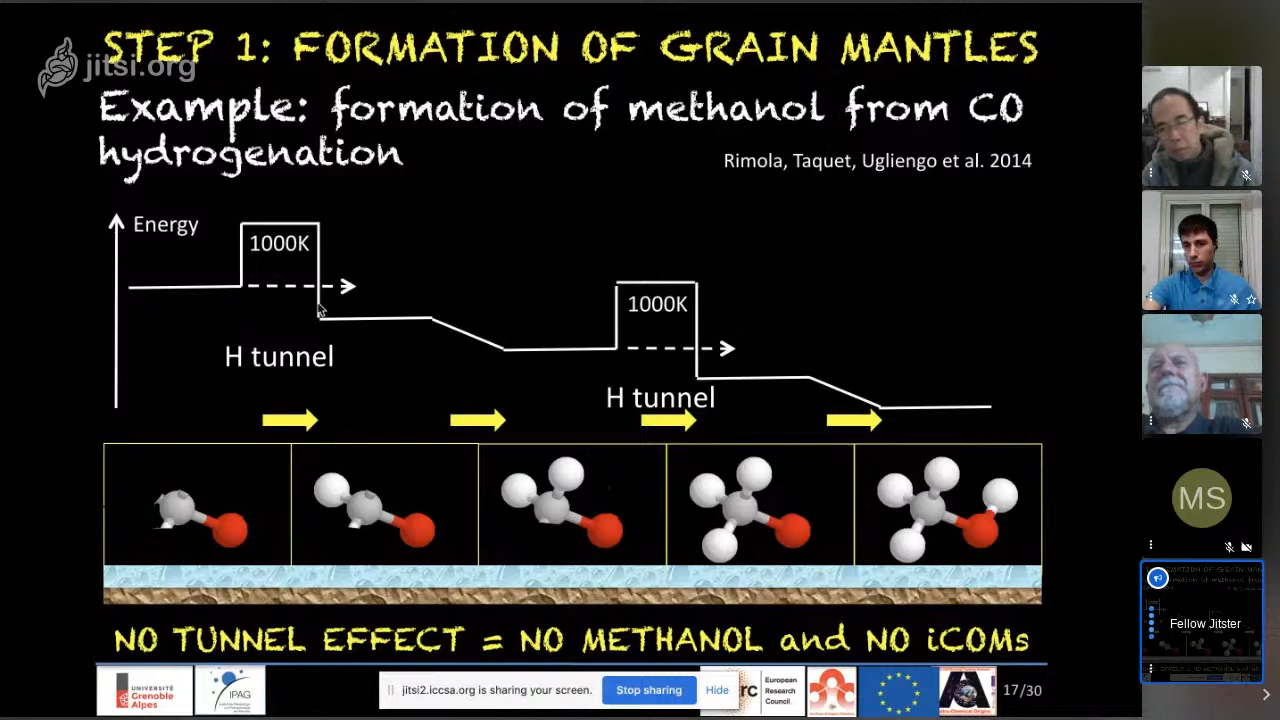 STEP 1: FORMATION OF GRAIN MANTLES
jitsi.org
Example: formation of methanol from CO
hydrogenation
Rimola, Taquet, Ugliengo et al. 2014
Energy
1000K
1000K
H tunnel
H tunnel
NO TUNNEL EFFECT = NO METHANOL and NO iCOMs
UNIVERSITÉ
Grenoble
Alpes
IPAG
jitsi2.iccsa.org is sharing your screen.
Stop sharing
Hide
rc
European
Research
Council
17/30
MS
Fellow Jitster